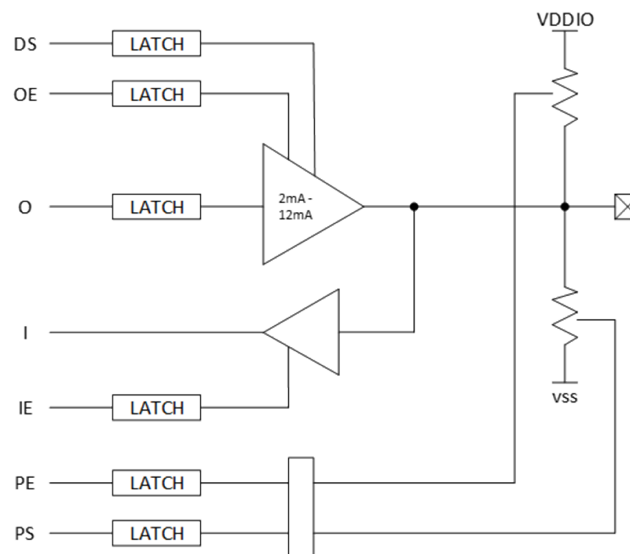 DS LATCH
VDDIO
OE LATCH
O LATCH
2mA -
12mA
I
IE LATCH
vss
PE LATCH
PS LATCH